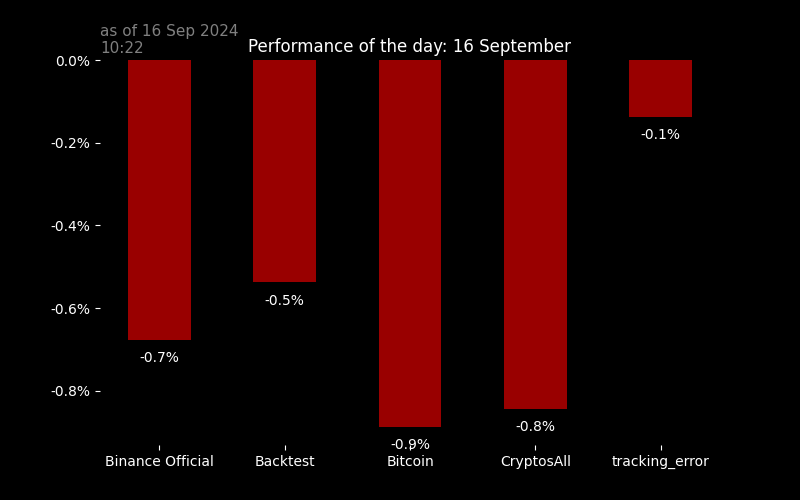 as of 16 Sep 2024
10:22
Performance of the day: 16 September
0.0%
-0.2%
-0.4%
-0.6%
-0.8%
-0.7%
-0.5%
-0.9%
-0.8%
-0.1%
Binance Official
Backtest
Bitcoin
CryptosAll
tracking_error